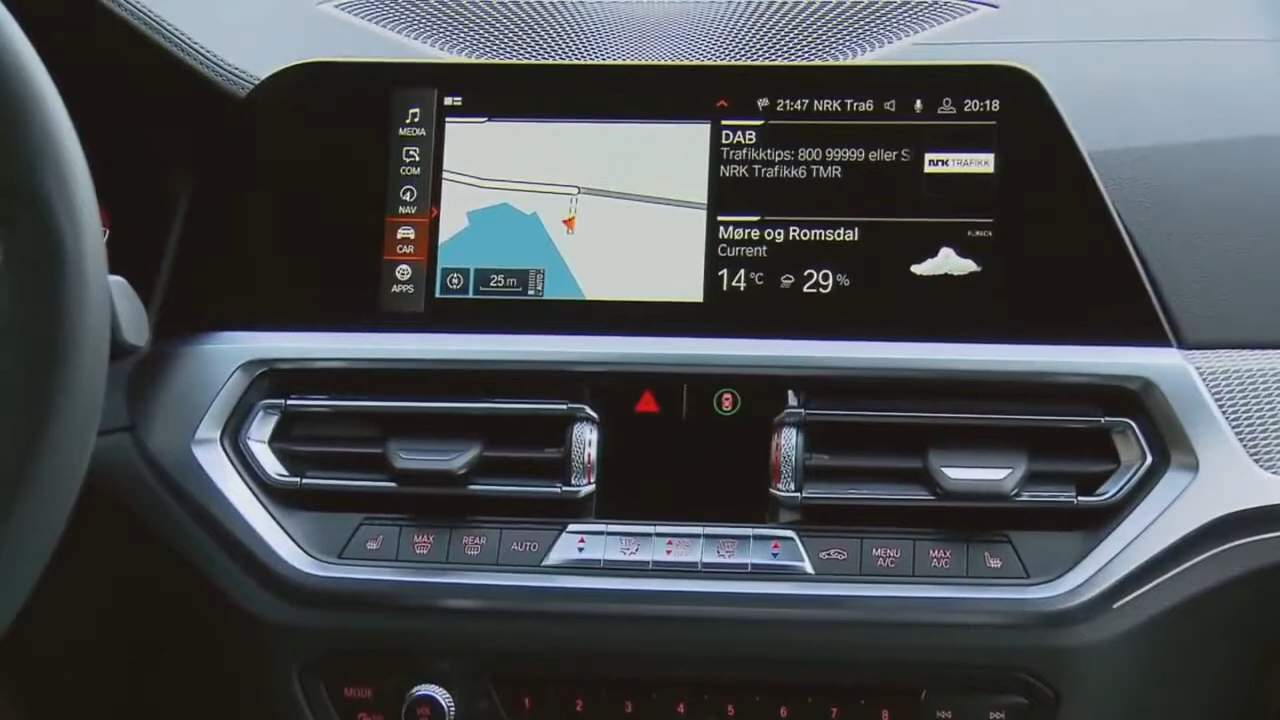 21:47 NRK Tra6 20:18
MEDIA
COM
NAV
CAR
APPS
25 m
AUTO
DAB
Trafikktips: 800 99999 eller S
NRK Trafikk6 TMR
NRK TRAFIKK
Møre og Romsdal
Current
14 °C 29 %
MAX
REAR
AUTO
MENU
A/C
MAX
A/C
MODE
VOL
1 2 3 4 5 6 7 8